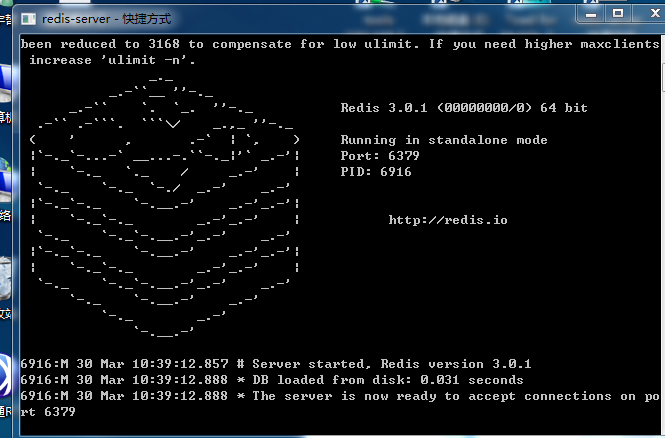 redis-server - 快捷方式
been reduced to 3168 to compensate for low ulimit. If you need higher maxclients
increase 'ulimit -n'.
Redis 3.0.1 (00000000/0) 64 bit
Running in standalone mode
Port: 6379
PID: 6916
http://redis.io
6916:M 30 Mar 10:39:12.857 # Server started, Redis version 3.0.1
6916:M 30 Mar 10:39:12.888 * DB loaded from disk: 0.031 seconds
6916:M 30 Mar 10:39:12.888 * The server is now ready to accept connections on po
rt 6379